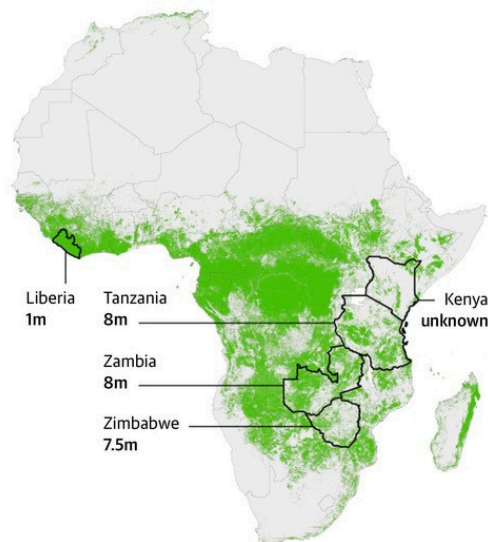 Liberia
1m
Tanzania
8m
Kenya
unknown
Zambia
8m
Zimbabwe
7.5m